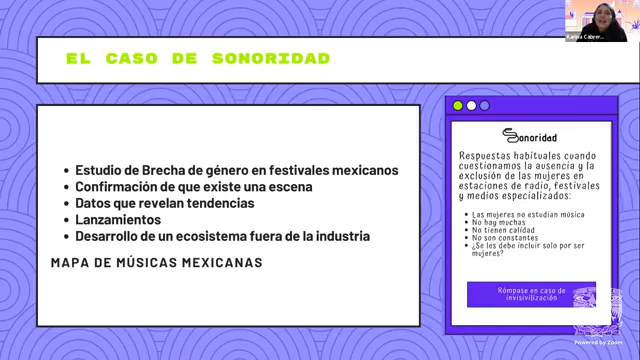 Karina Cabrer...
EL CASO DE SONORIDAD
• Estudio de Brecha de género en festivales mexicanos
• Confirmación de que existe una escena
• Datos que revelan tendencias
• Lanzamientos
• Desarrollo de un ecosistema fuera de la industria
MAPA DE MÚSICAS MEXICANAS
Sonoridad
Respuestas habituales cuando
cuestionamos la ausencia y la
exclusión de las mujeres en
estaciones de radio, festivales
y medios especializados:
• Las mujeres no estudian música
• No hay muchas
• No tienen calidad
• No son constantes
• ¿Se les debe incluir solo por ser
mujeres?
Rómpase en caso de
invisivilización
Powered by Zoom